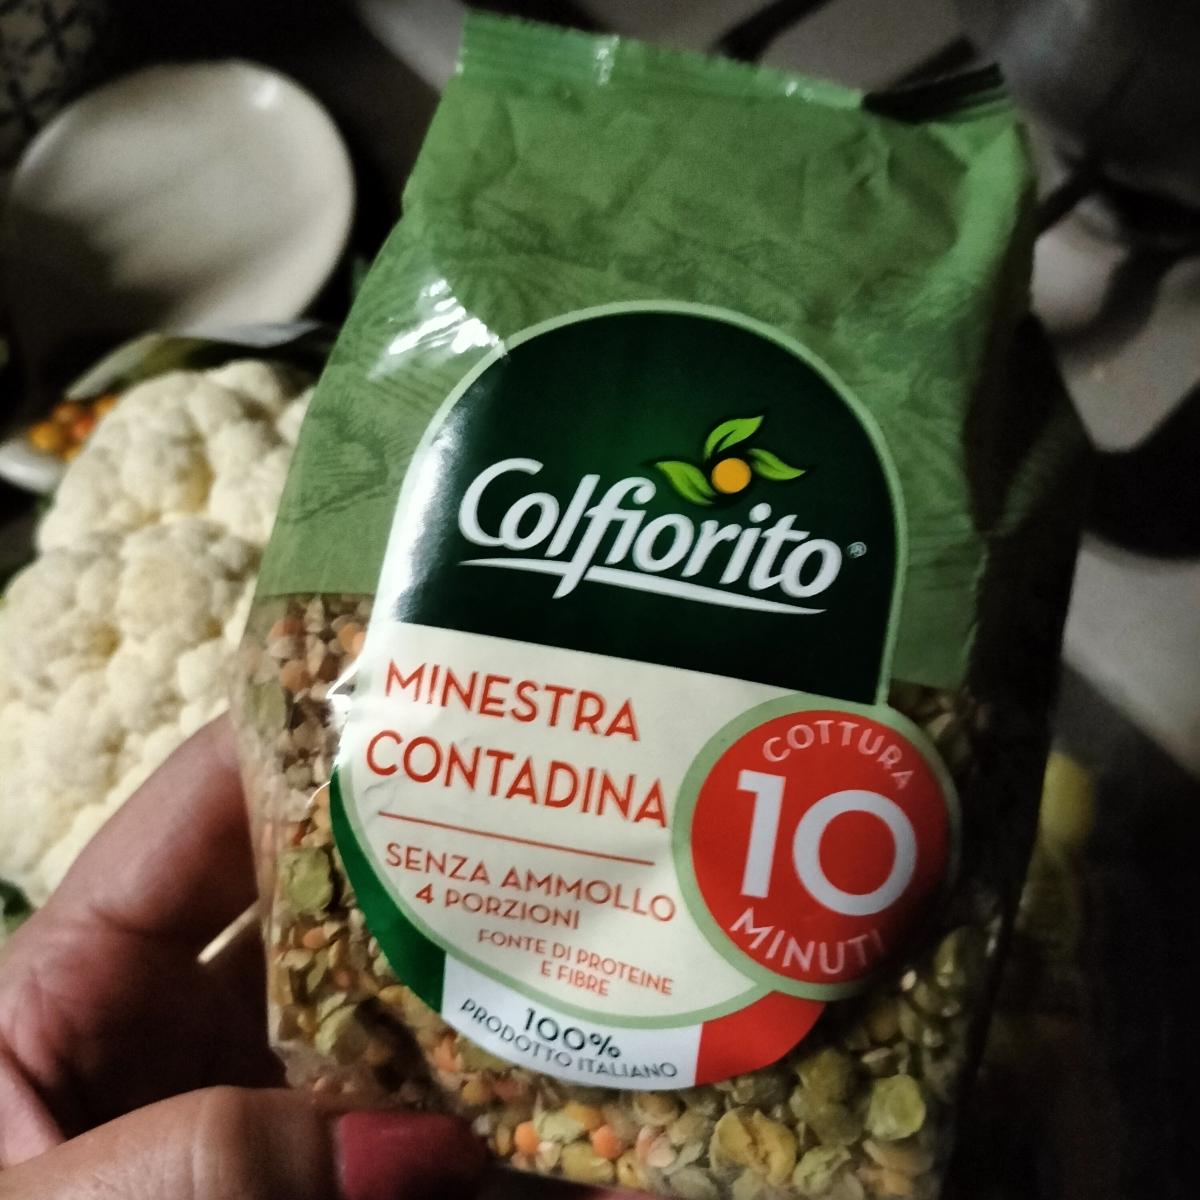 Colfiorito®
MINESTRA
CONTADINA
COTTURA
10
MINUTI
SENZA AMMOLLO
4 PORZIONI
FONTE DI PROTEINE
E FIBRE
100%
PRODOTTO ITALIANO